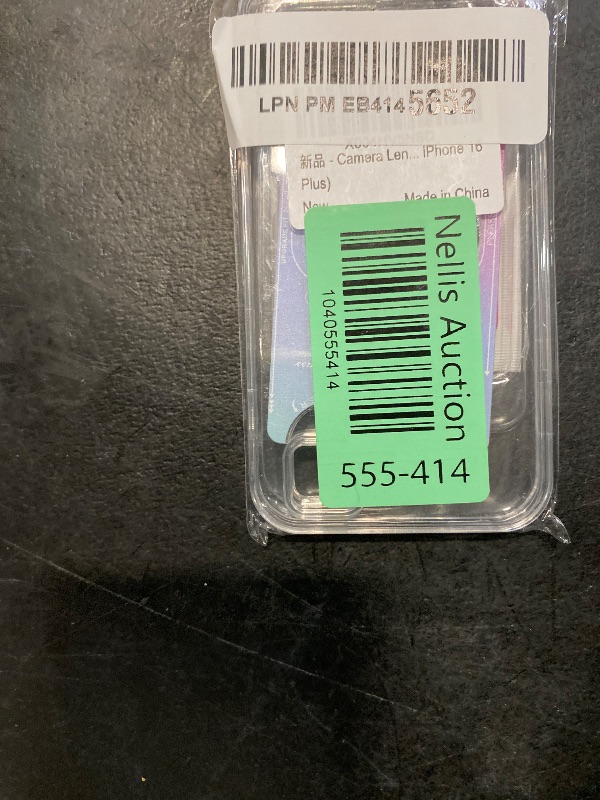 LPN PM EB4145652
新品 - Camera Len... iPhone 16
Plus)
New
Made in China
Nellis Auction
1040555414
555-414